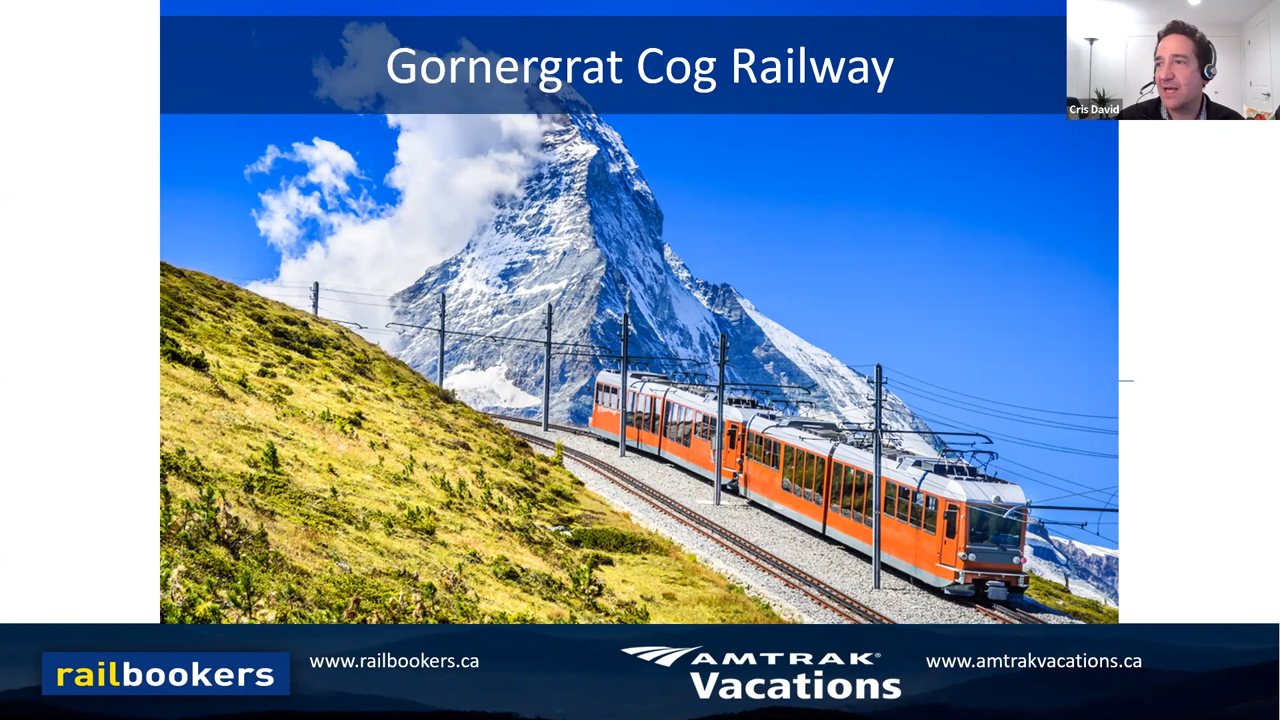 Gornergrat Cog Railway
Cris David
railbookers
www.railbookers.ca
AMTRAK®
Vacations
www.amtrakvacations.ca